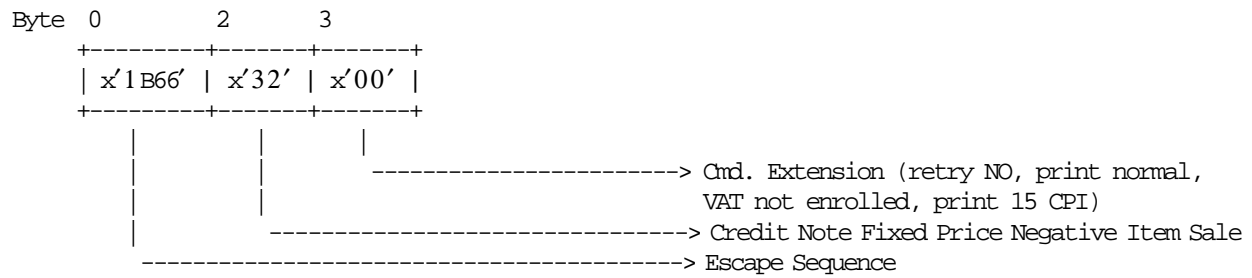 Byte 0 2 3
+---------+-------+-------+
| x′1B66′ | x′32′ | x′00′ |
+---------+-------+-------+
| | |
| | ------------------------> Cmd. Extension (retry NO, print normal,
| | VAT not enrolled, print 15 CPI)
| --------------------------------> Credit Note Fixed Price Negative Item Sale
------------------------------------------> Escape Sequence